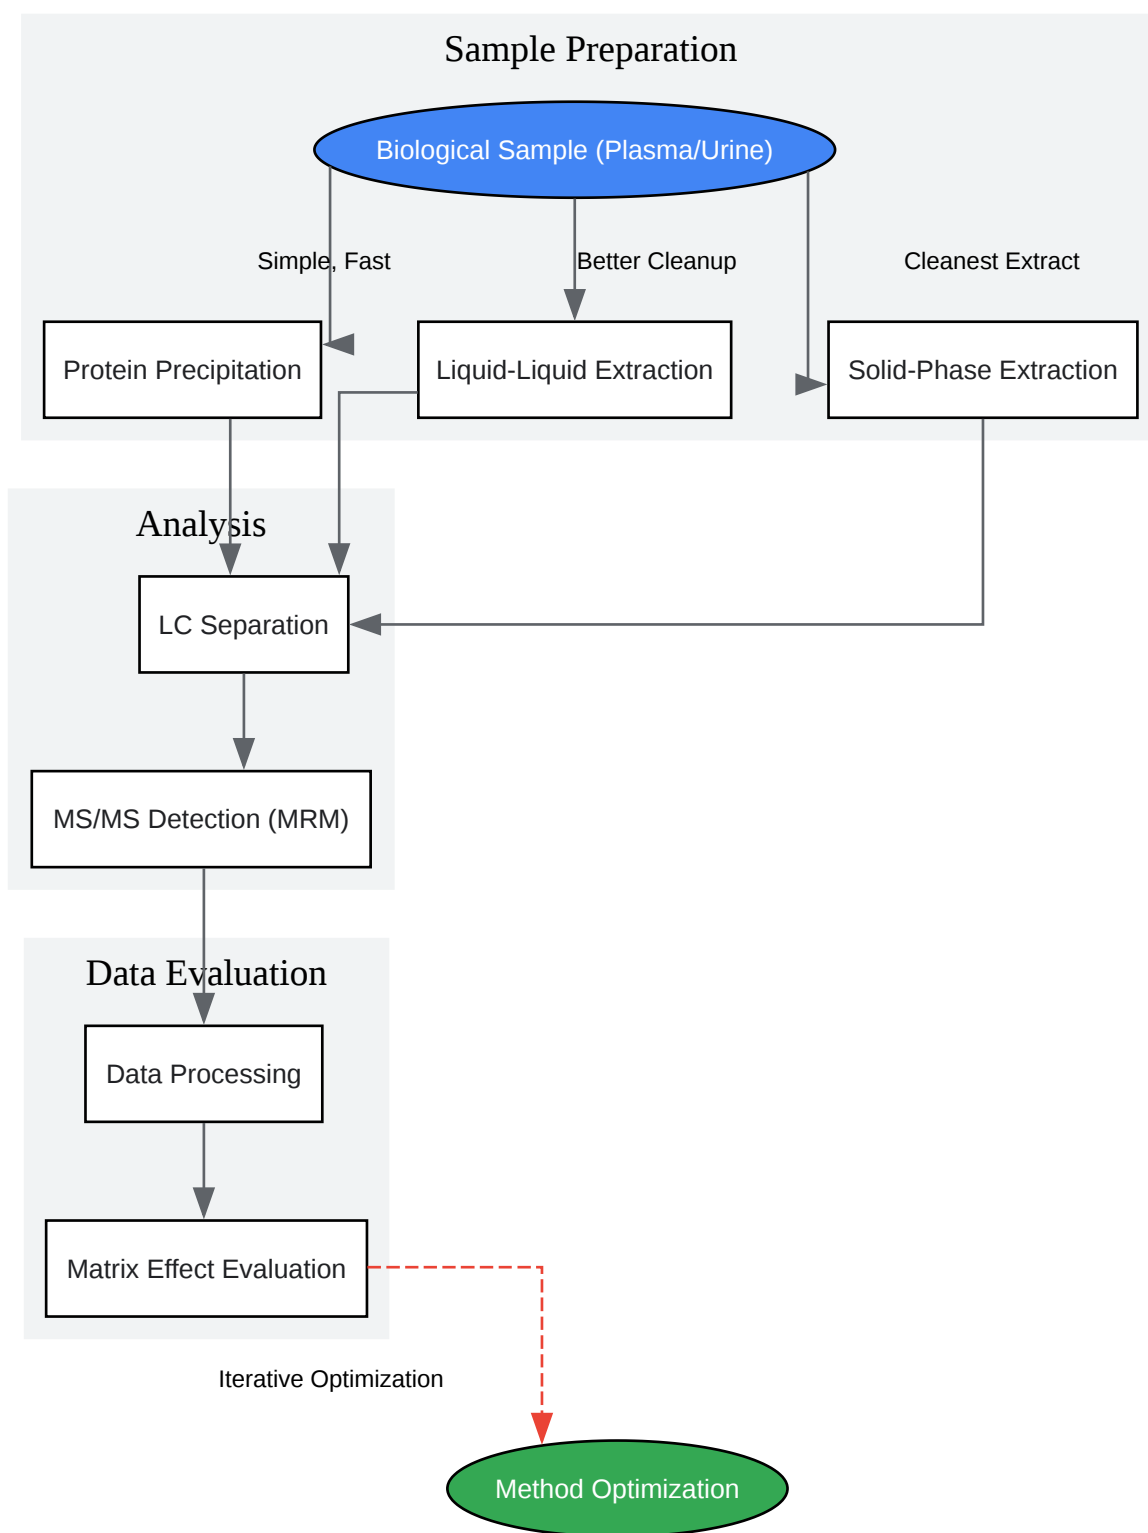 Sample Preparation
Biological Sample (Plasma/Urine)
Simple, Fast
Better Cleanup
Cleanest Extract
Protein Precipitation
Liquid-Liquid Extraction
Solid-Phase Extraction
Analysis
LC Separation
MS/MS Detection (MRM)
Data Evaluation
Data Processing
Matrix Effect Evaluation
Iterative Optimization
Method Optimization